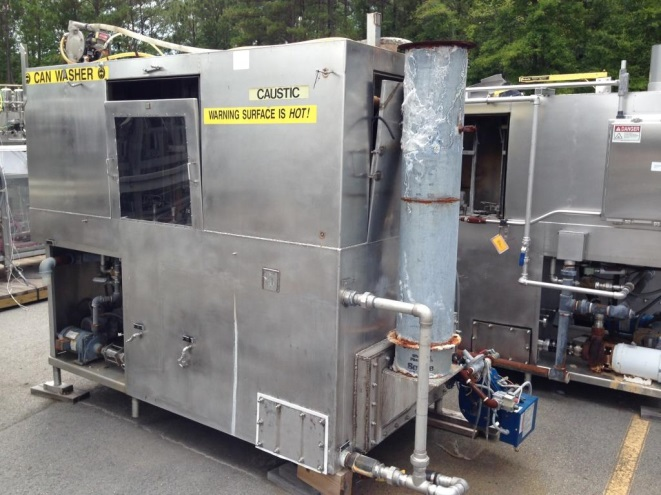 CAN WASHER
CAUSTIC
WARNING SURFACE IS HOT!
DANGER